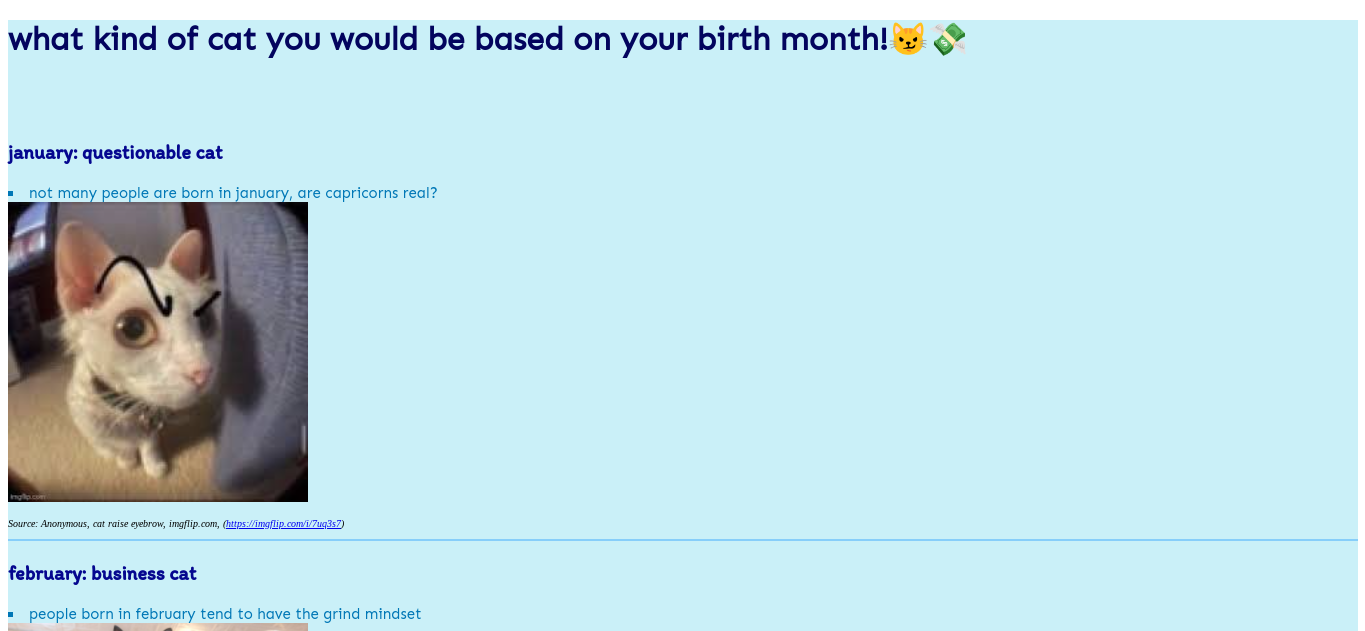 what kind of cat you would be based on your birth month!😼💸
january: questionable cat
not many people are born in january, are capricorns real?
imgflip.com
Source: Anonymous, cat raise eyebrow, imgflip.com, (https://imgflip.com/i/7uq3s7)
february: business cat
people born in february tend to have the grind mindset